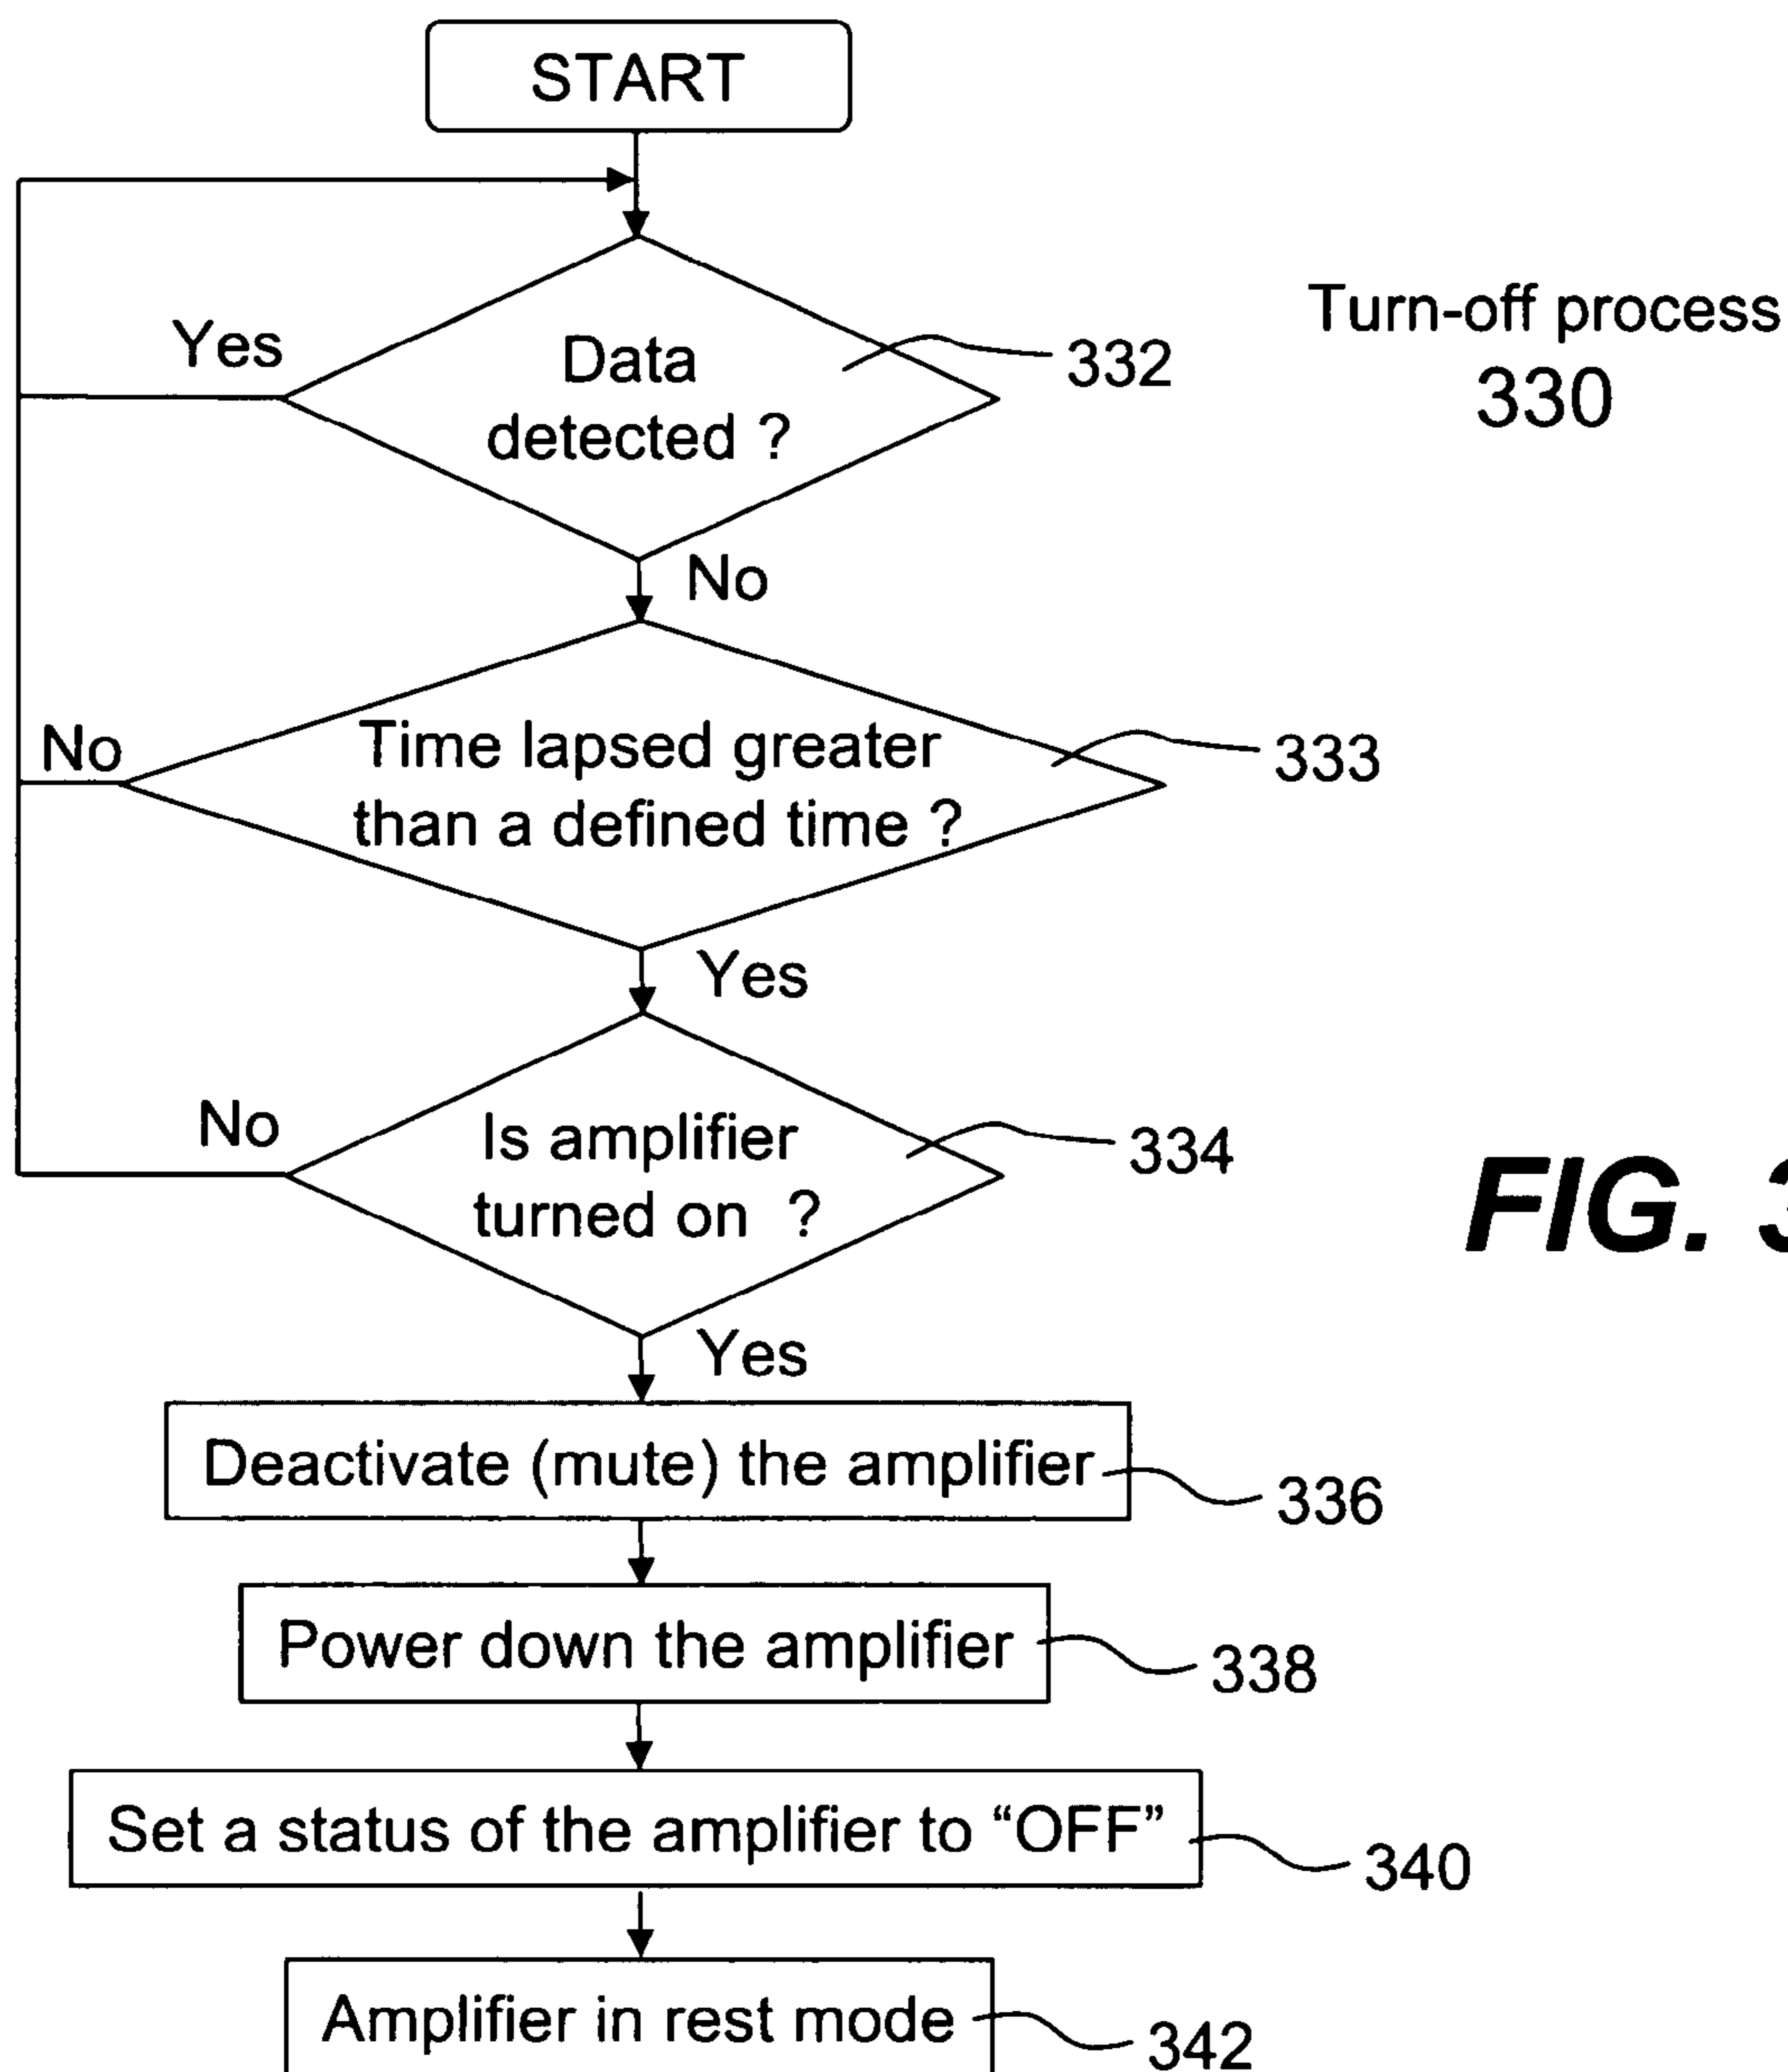 START
Yes
Data
detected ?
332
Turn-off process
330
No
No
Time lapsed greater
than a defined time ?
333
Yes
No
Is amplifier
turned on ?
334
FIG.
Yes
Deactivate (mute) the amplifier
336
Power down the amplifier
338
Set a status of the amplifier to “OFF”
340
Amplifier in rest mode
342